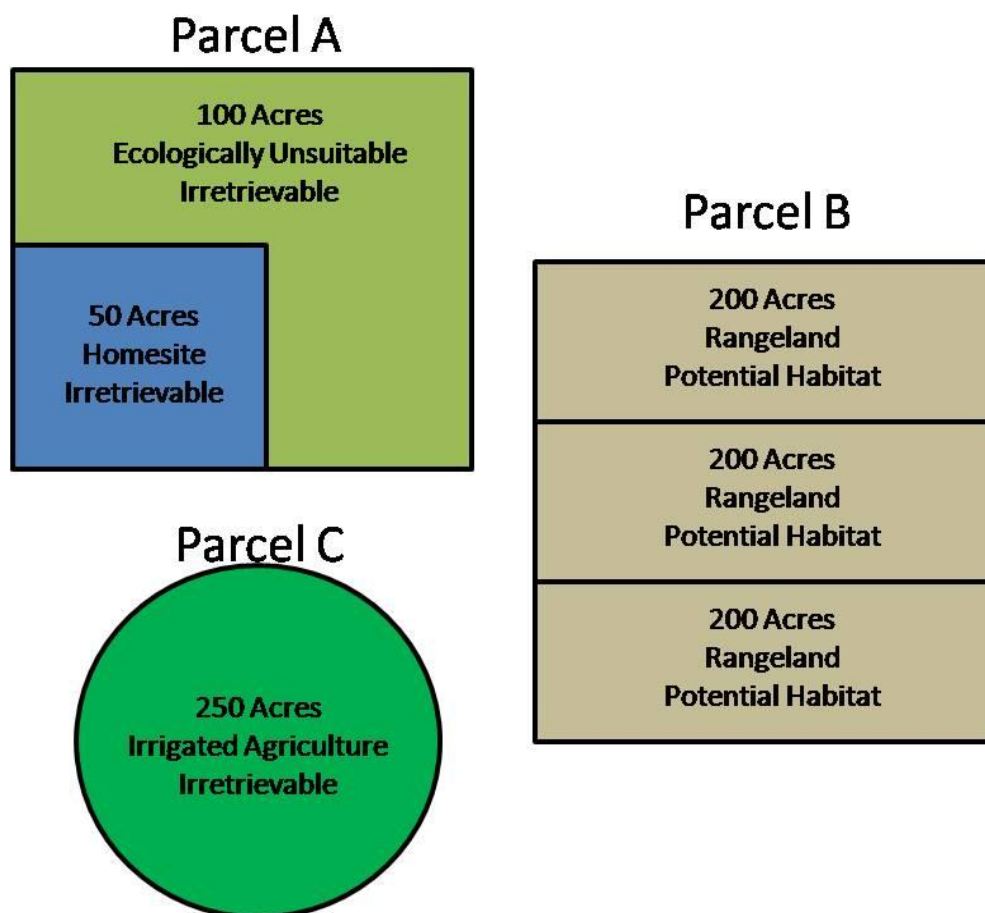 Parcel A
100 Acres
Ecologically Unsuitable
Irretrievable
50 Acres
Homesite
Irretrievable
Parcel B
200 Acres
Rangeland
Potential Habitat
200 Acres
Rangeland
Potential Habitat
200 Acres
Rangeland
Potential Habitat
Parcel C
250 Acres
Irrigated Agriculture
Irretrievable